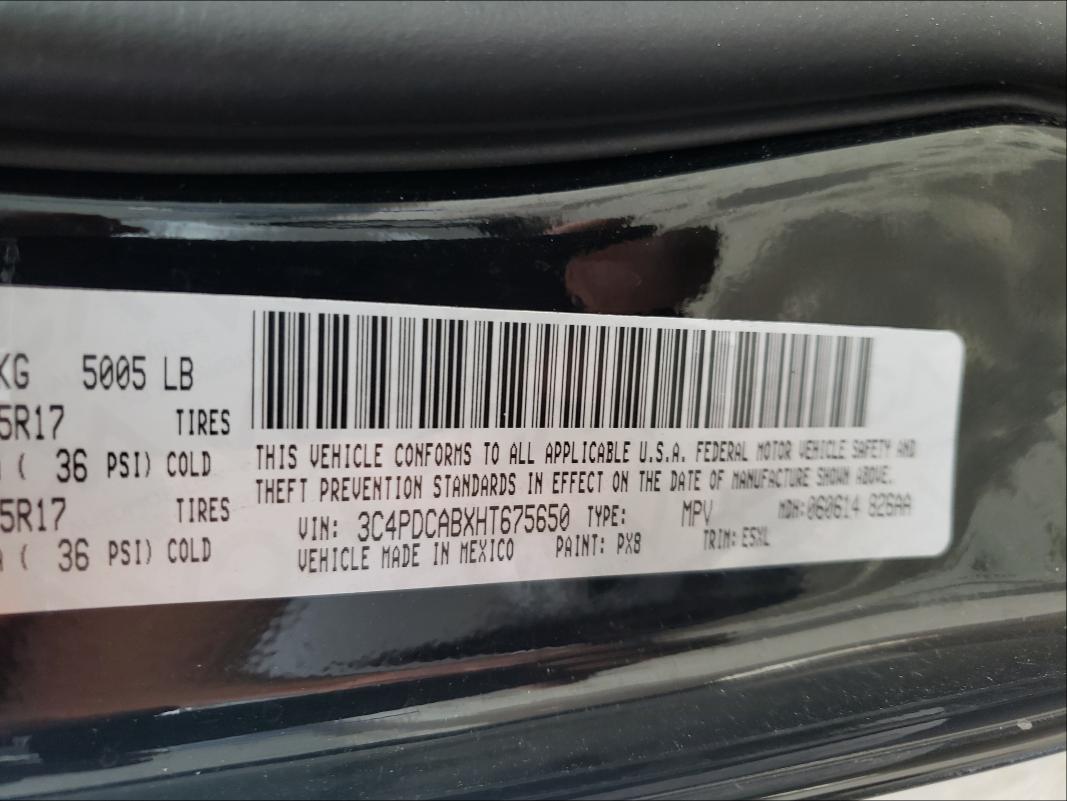 KG 5005 LB
5R17 TIRES
( 36 PSI) COLD
5R17 TIRES
( 36 PSI) COLD
THIS VEHICLE CONFORMS TO ALL APPLICABLE U.S.A. FEDERAL MOTOR VEHICLE SAFETY AND
THEFT PREVENTION STANDARDS IN EFFECT ON THE DATE OF MANUFACTURE SHOWN ABOVE.
VIN: 3C4PDCABXHT675650 TYPE: MPV MDH: 060614 826AA
VEHICLE MADE IN MEXICO PAINT: PX8 TRIM: E5XL